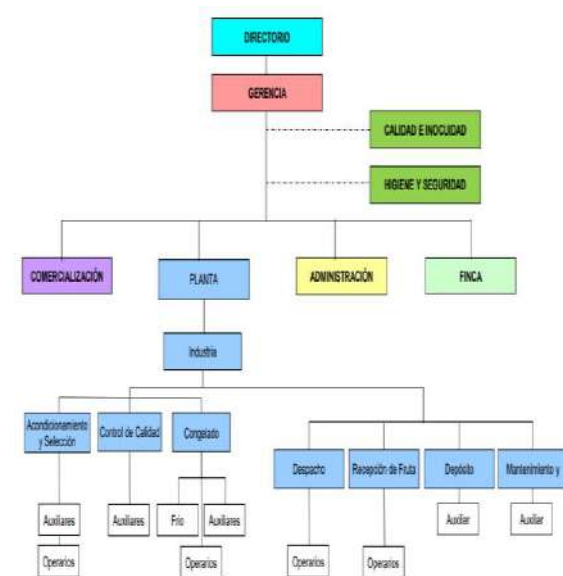 DIRECTORIO
GERENCIA
CALIDAD E INOCUIDAD
HIGIENE Y SEGURIDAD
COMERCIALIZACIÓN
PLANTA
ADMINISTRACIÓN
FINCA
Industria
Acondicionamiento
y Selección
Control de Calidad
Congelado
Despacho
Recepción de Fruta
Depósito
Mantenimiento y
Auxiliares
Auxiliares
Frío
Auxiliares
Auxiliar
Auxiliar
Operarios
Operarios
Operarios
Operarios